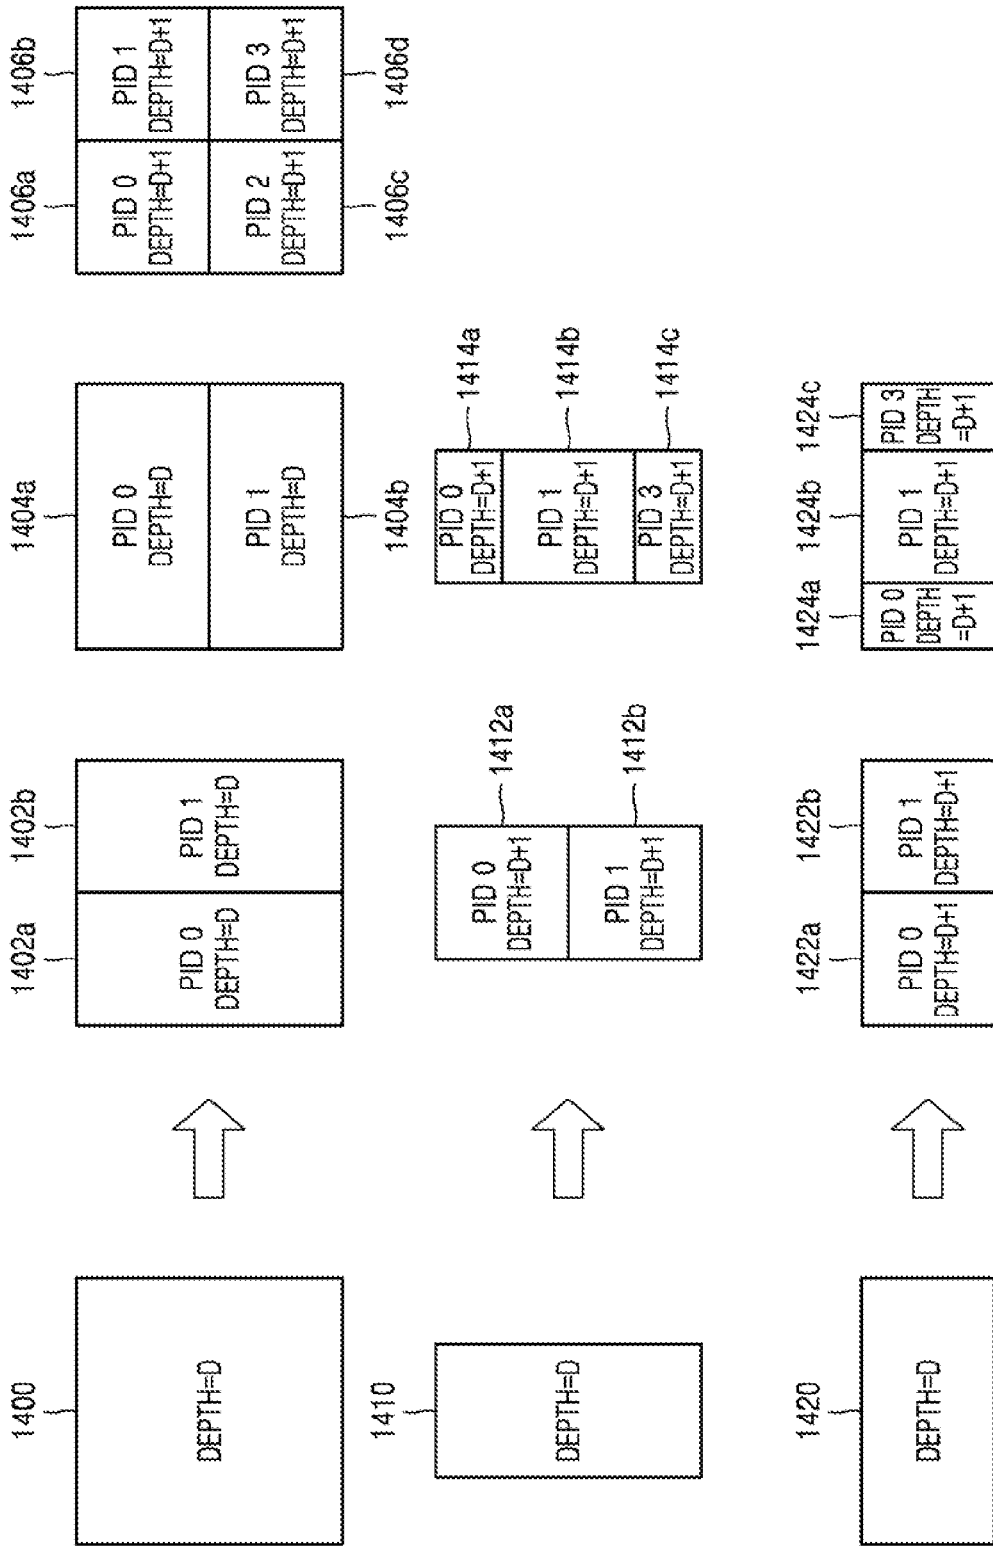 1400
DEPTH=D
1402a
1402b
PID 0
DEPTH=D
PID 1
DEPTH=D
1404a
PID 0
DEPTH=D
PID 1
DEPTH=D
1404b
1406a
1406b
PID 0
DEPTH=D+1
PID 1
DEPTH=D+1
PID 2
DEPTH=D+1
PID 3
DEPTH=D+1
1406c
1406d
1410
DEPTH=D
PID 0
DEPTH=D+1
1412a
PID 1
DEPTH=D+1
1412b
PID 0
DEPTH=D+1
1414a
PID 1
DEPTH=D+1
1414b
PID 3
DEPTH=D+1
1414c
1420
DEPTH=D
1422a
1422b
PID 0
DEPTH=D+1
PID 1
DEPTH=D+1
1424a
1424b
1424c
PID 0
DEPTH
=D+1
PID 1
DEPTH=D+1
PID 3
DEPTH
=D+1